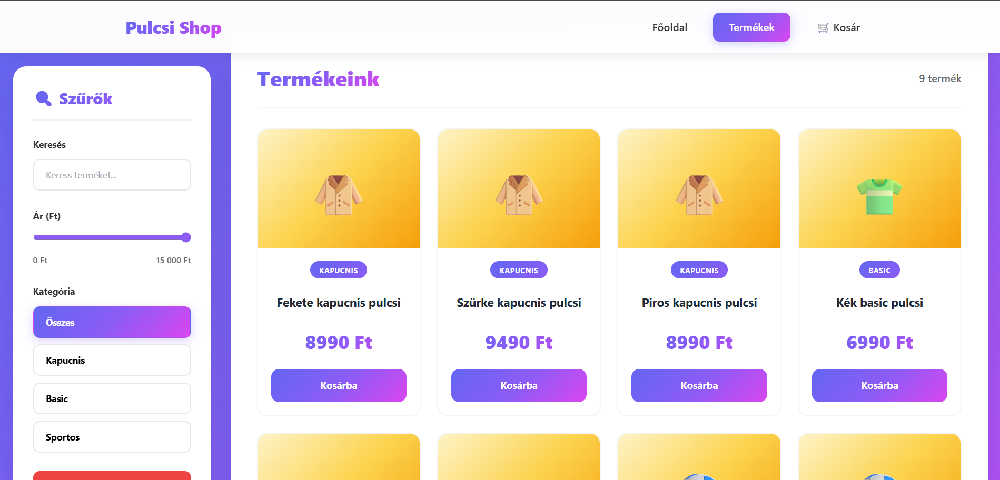 Pulcsi Shop
Főoldal
Termékek
Kosár
Szűrők
Keresés
Keress terméket...
Ár (Ft)
0 Ft
15 000 Ft
Kategória
Összes
Kapucnis
Basic
Sportos
Termékeink
9 termék
KAPUCNIS
Fekete kapucnis pulcsi
8990 Ft
Kosárba
KAPUCNIS
Szürke kapucnis pulcsi
9490 Ft
Kosárba
KAPUCNIS
Piros kapucnis pulcsi
8990 Ft
Kosárba
BASIC
Kék basic pulcsi
6990 Ft
Kosárba